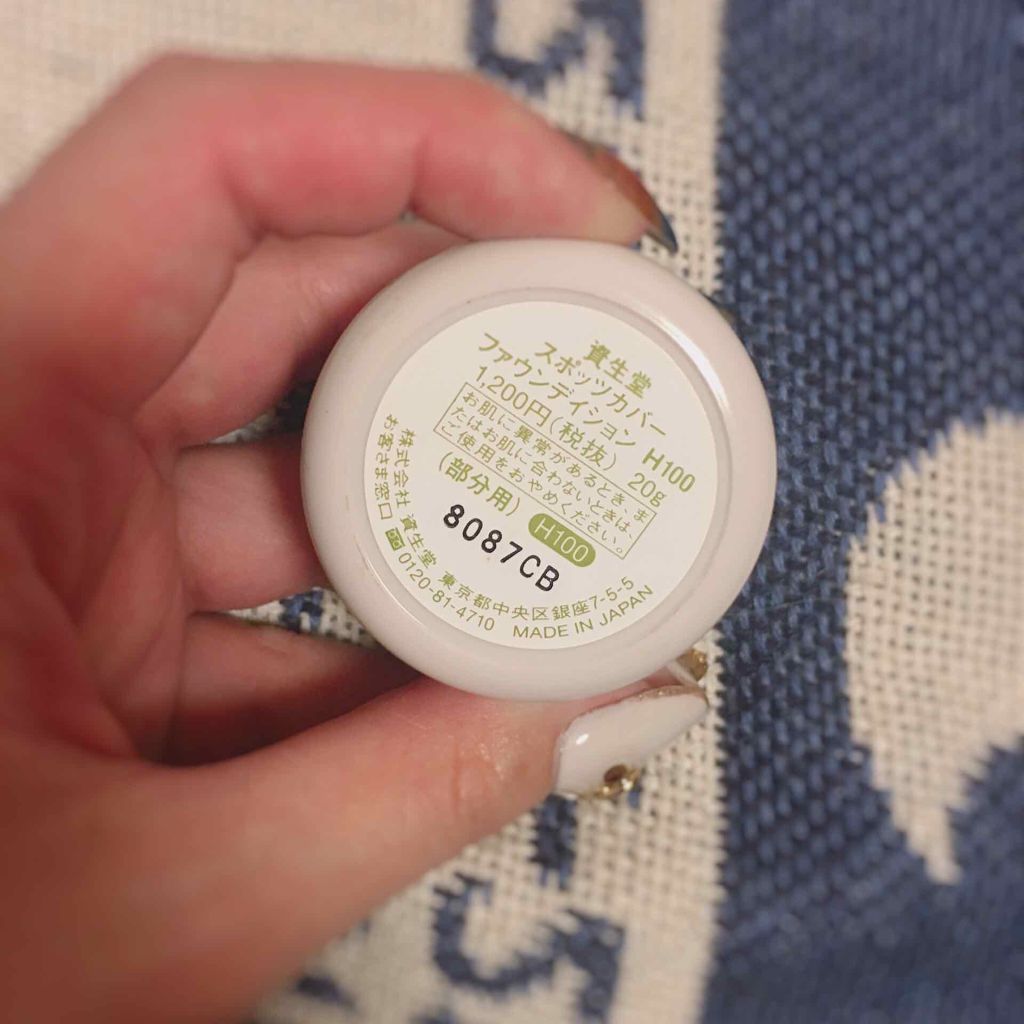 資生堂
スポッツカバー
ファウンデイション H100
1,200円(税抜) 20g
お肌に異常があるとき、ま
たはお肌に合わないときは、
ご使用をおやめください。
(部分用) H100
8087CB
株式会社 資生堂 東京都中央区銀座7-5-5
お客さま窓口 0120-81-4710 MADE IN JAPAN